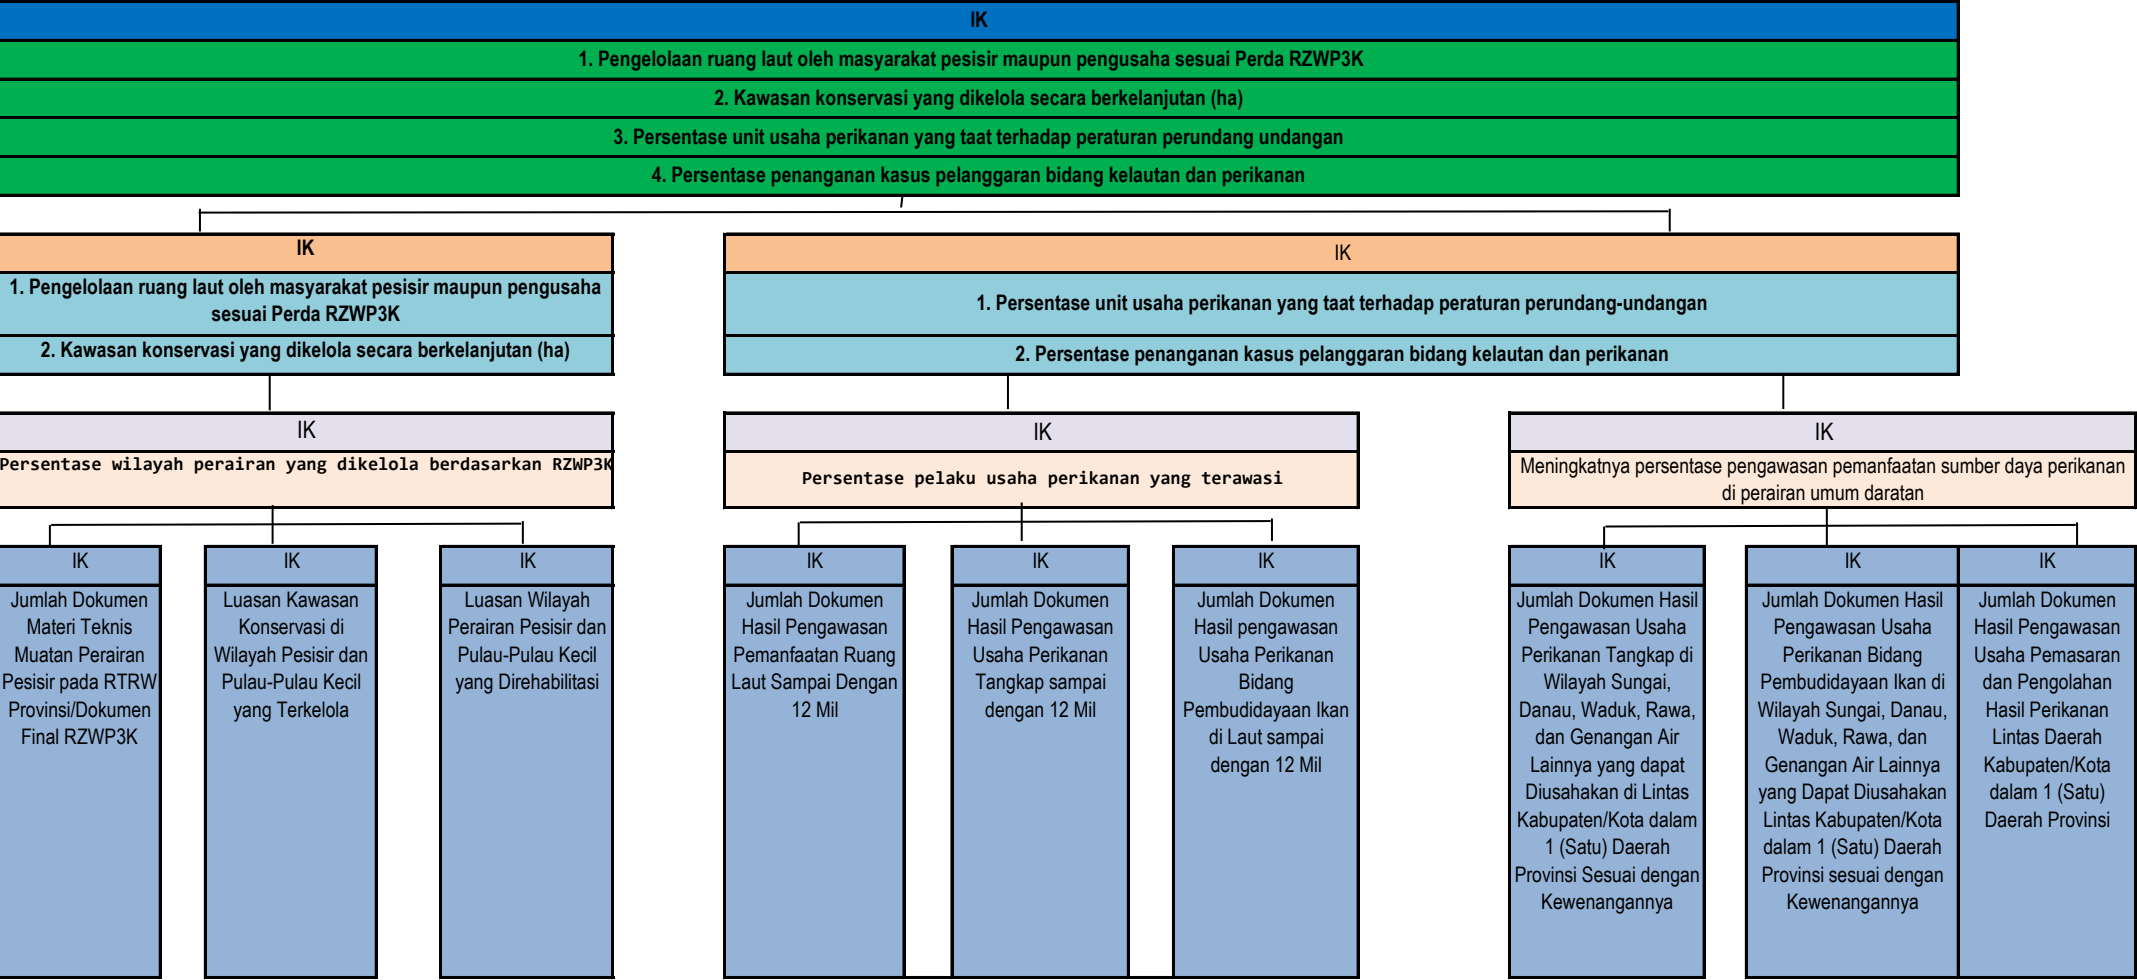 IK
1. Pengelolaan ruang laut oleh masyarakat pesisir maupun pengusaha sesuai Perda RZWP3K
2. Kawasan konservasi yang dikelola secara berkelanjutan (ha)
3. Persentase unit usaha perikanan yang taat terhadap peraturan perundang undangan
4. Persentase penanganan kasus pelanggaran bidang kelautan dan perikanan
IK
1. Pengelolaan ruang laut oleh masyarakat pesisir maupun pengusaha
sesuai Perda RZWP3K
2. Kawasan konservasi yang dikelola secara berkelanjutan (ha)
IK
1. Persentase unit usaha perikanan yang taat terhadap peraturan perundang-undangan
2. Persentase penanganan kasus pelanggaran bidang kelautan dan perikanan
IK
Persentase wilayah perairan yang dikelola berdasarkan RZWP3K
IK
Persentase pelaku usaha perikanan yang terawasi
IK
Meningkatnya persentase pengawasan pemanfaatan sumber daya perikanan
di perairan umum daratan
IK
Jumlah Dokumen
Materi Teknis
Muatan Perairan
Pesisir pada RTRW
Provinsi/Dokumen
Final RZWP3K
IK
Luasan Kawasan
Konservasi di
Wilayah Pesisir dan
Pulau-Pulau Kecil
yang Terkelola
IK
Luasan Wilayah
Perairan Pesisir dan
Pulau-Pulau Kecil
yang Direhabilitasi
IK
Jumlah Dokumen
Hasil Pengawasan
Pemanfaatan Ruang
Laut Sampai Dengan
12 Mil
IK
Jumlah Dokumen
Hasil Pengawasan
Usaha Perikanan
Tangkap sampai
dengan 12 Mil
IK
Jumlah Dokumen
Hasil pengawasan
Usaha Perikanan
Bidang
Pembudidayaan Ikan
di Laut sampai
dengan 12 Mil
IK
Jumlah Dokumen Hasil
Pengawasan Usaha
Perikanan Tangkap di
Wilayah Sungai,
Danau, Waduk, Rawa,
dan Genangan Air
Lainnya yang dapat
Diusahakan di Lintas
Kabupaten/Kota dalam
1 (Satu) Daerah
Provinsi Sesuai dengan
Kewenangannya
IK
Jumlah Dokumen Hasil
Pengawasan Usaha
Perikanan Bidang
Pembudidayaan Ikan di
Wilayah Sungai, Danau,
Waduk, Rawa, dan
Genangan Air Lainnya
yang Dapat Diusahakan
Lintas Kabupaten/Kota
dalam 1 (Satu) Daerah
Provinsi sesuai dengan
Kewenangannya
IK
Jumlah Dokumen
Hasil Pengawasan
Usaha Pemasaran
dan Pengolahan
Hasil Perikanan
Lintas Daerah
Kabupaten/Kota
dalam 1 (Satu)
Daerah Provinsi